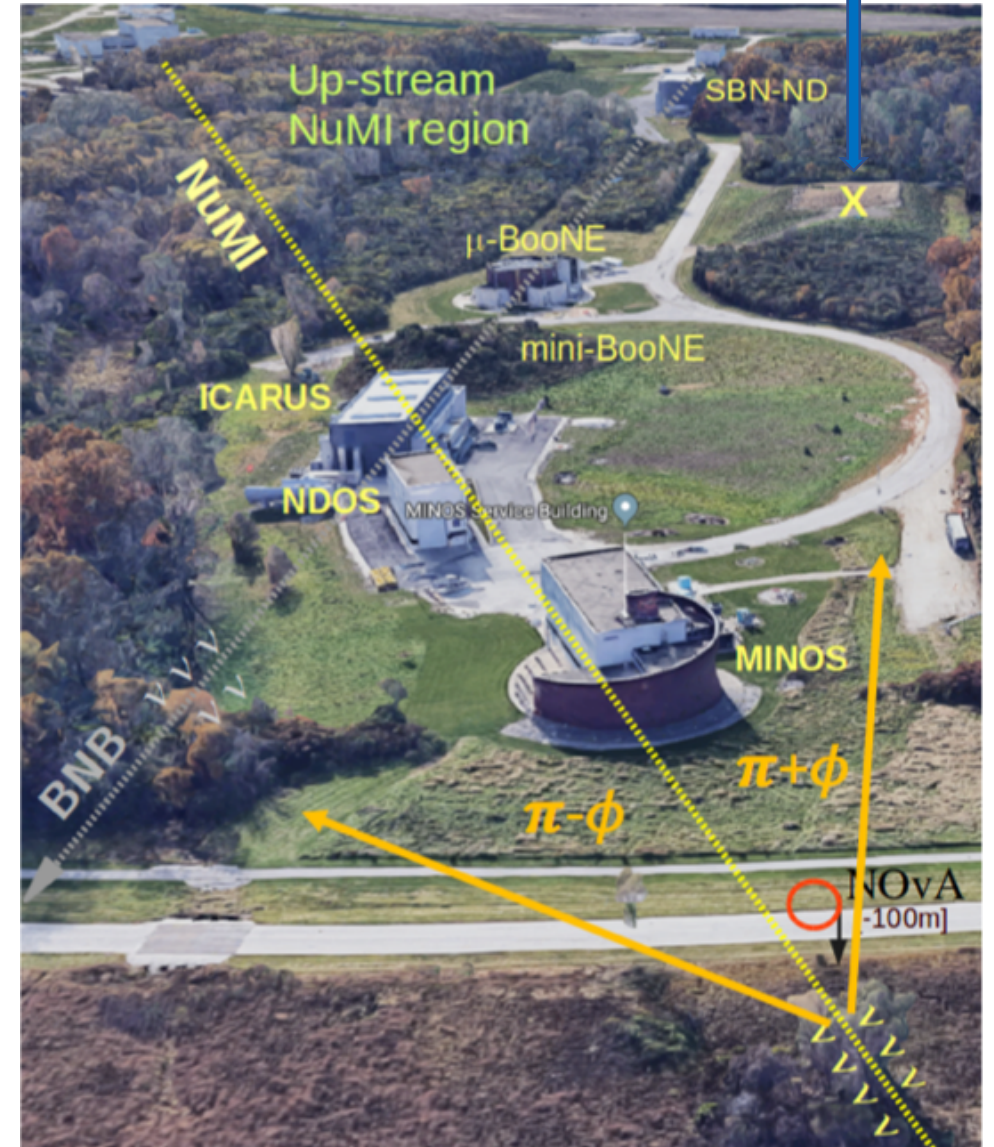 Up-stream
NuMI region
SBN-ND
X
NuMI
μ-BooNE
mini-BooNE
ICARUS
NDOS
MINOS Service Building
MINOS
ν ν ν
ν ν
BNB
π+ϕ
π-ϕ
NOvA
-100m]
ν ν ν
ν ν ν ν